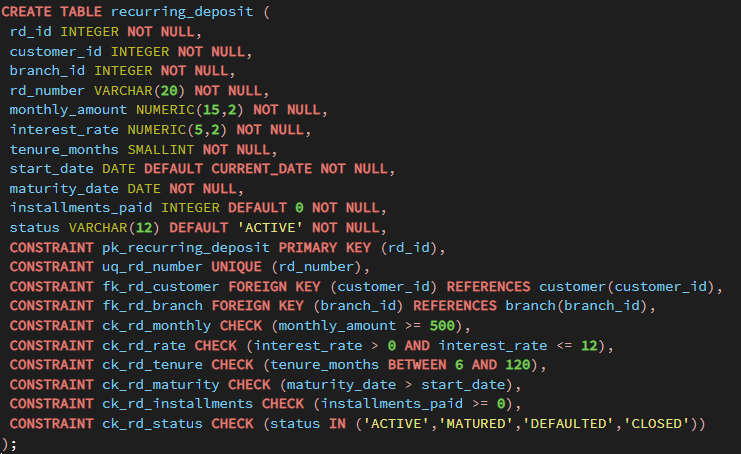 CREATE TABLE recurring_deposit (
rd_id INTEGER NOT NULL,
customer_id INTEGER NOT NULL,
branch_id INTEGER NOT NULL,
rd_number VARCHAR(20) NOT NULL,
monthly_amount NUMERIC(15,2) NOT NULL,
interest_rate NUMERIC(5,2) NOT NULL,
tenure_months SMALLINT NOT NULL,
start_date DATE DEFAULT CURRENT_DATE NOT NULL,
maturity_date DATE NOT NULL,
installments_paid INTEGER DEFAULT 0 NOT NULL,
status VARCHAR(12) DEFAULT 'ACTIVE' NOT NULL,
CONSTRAINT pk_recurring_deposit PRIMARY KEY (rd_id),
CONSTRAINT uq_rd_number UNIQUE (rd_number),
CONSTRAINT fk_rd_customer FOREIGN KEY (customer_id) REFERENCES customer(customer_id),
CONSTRAINT fk_rd_branch FOREIGN KEY (branch_id) REFERENCES branch(branch_id),
CONSTRAINT ck_rd_monthly CHECK (monthly_amount >= 500),
CONSTRAINT ck_rd_rate CHECK (interest_rate > 0 AND interest_rate <= 12),
CONSTRAINT ck_rd_tenure CHECK (tenure_months BETWEEN 6 AND 120),
CONSTRAINT ck_rd_maturity CHECK (maturity_date > start_date),
CONSTRAINT ck_rd_installments CHECK (installments_paid >= 0),
CONSTRAINT ck_rd_status CHECK (status IN ('ACTIVE','MATURED','DEFAULTED','CLOSED'))
);